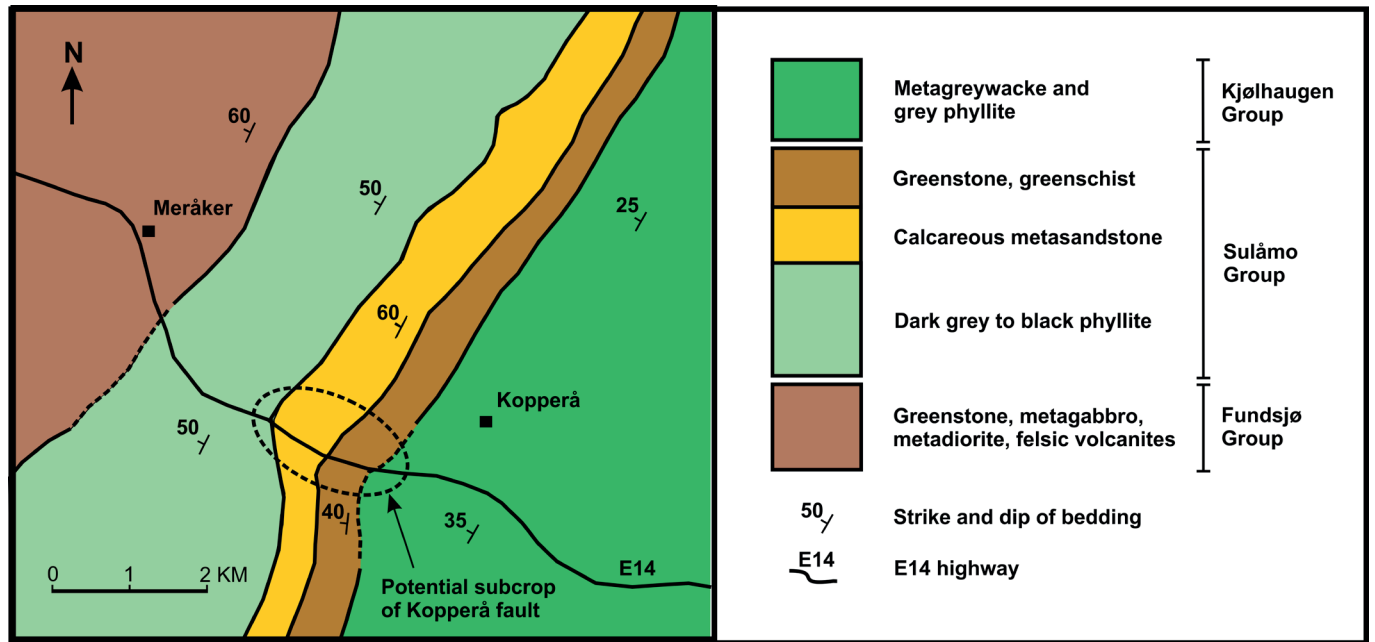 N
60
50
Meråker
25
60
Kopperå
50
40
35
E14
0 1 2 KM
Potential subcrop
of Kopperå fault
Metagreywacke and
grey phyllite
Kjølhaugen
Group
Greenstone, greenschist
Calcareous metasandstone
Sulåmo
Group
Dark grey to black phyllite
Greenstone, metagabbro,
metadiorite, felsic volcanites
Fundsjø
Group
50
Strike and dip of bedding
E14
E14 highway